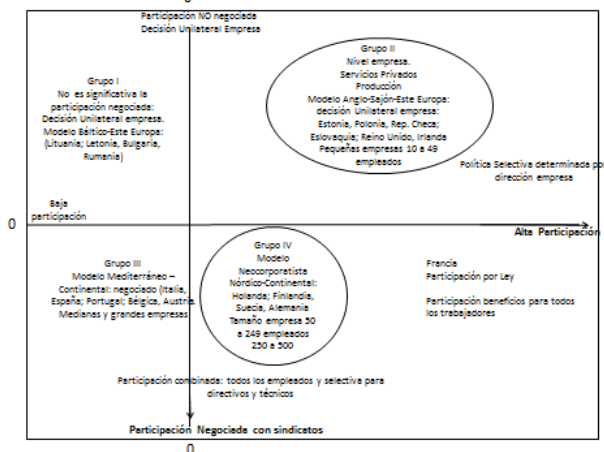 Participación NO negociada
Decisión Unilateral Empresa
Grupo I
No es significativa la
participación negociada:
Decisión Unilateral empresa.
Modelo Báltico-Este Europa:
(Lituania; Letonia, Bulgaria,
Rumania)
Grupo II
Nivel empresa.
Servicios Privados
Producción
Modelo Anglo-Sajón-Este Europa:
decisión Unilateral empresa:
Estonia, Polonia, Rep. Checa;
Eslovaquia; Reino Unido, Irlanda
Pequeñas empresas 10 a 49
empleados
Política Selectiva determinada por
dirección empresa
Baja
participación
0
Alta Participación
Grupo III
Modelo Mediterráneo –
Continental: negociado (Italia,
España; Portugal; Bélgica, Austria.
Medianas y grandes empresas
Grupo IV
Modelo
Neocorporatista
Nórdico-Continental:
Holanda; Finlandia,
Suecia, Alemania
Tamaño empresa 50
a 249 empleados
250 a 500
Francia
Participación por Ley
Participación beneficios para todos
los trabajadores
Participación combinada: todos los empleados y selectiva para
directivos y técnicos
Participación Negociada con sindicatos
0